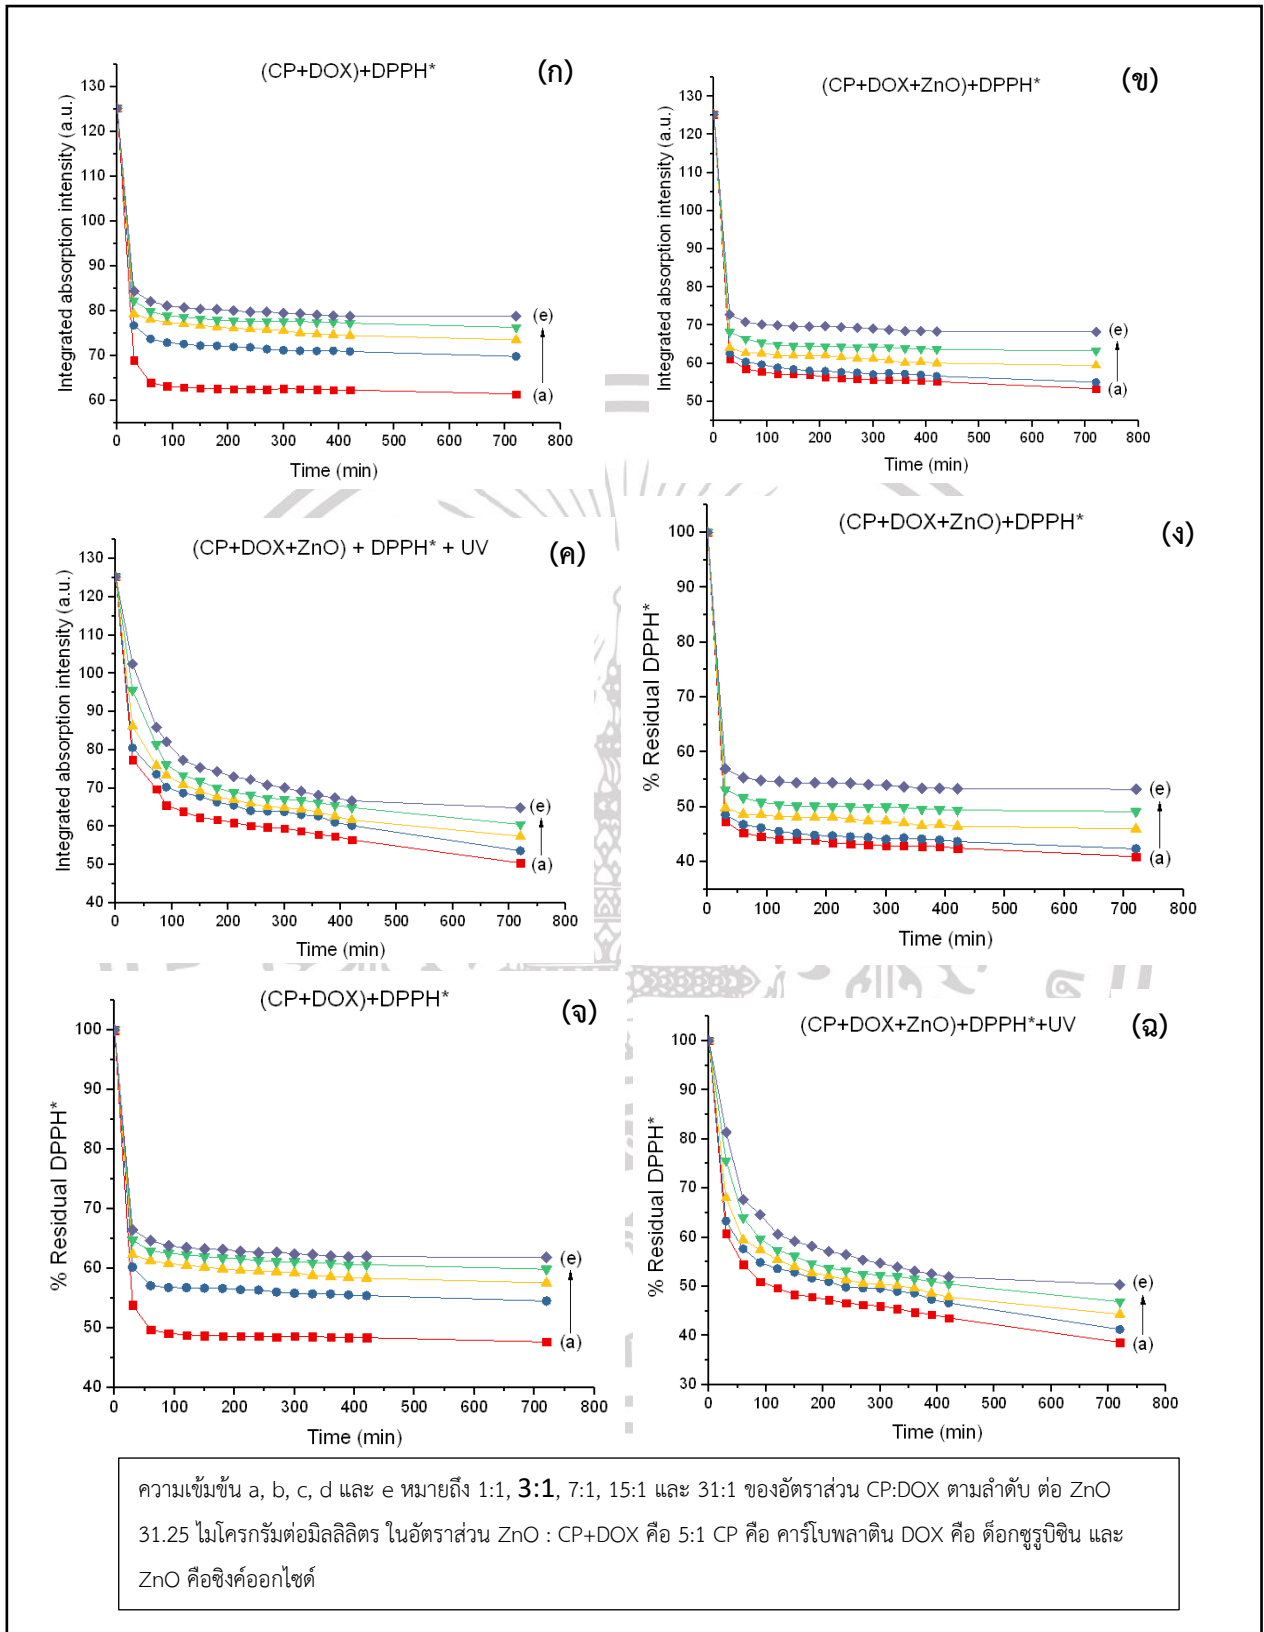 (CP+DOX)+DPPH*
(ก)
Integrated absorption intensity (a.u.)
130
120
110
100
90
80
70
60
(e)
(a)
0 100 200 300 400 500 600 700 800
Time (min)
(CP+DOX+ZnO)+DPPH*
(ข)
Integrated absorption intensity (a.u.)
130
120
110
100
90
80
70
60
50
(e)
(a)
0 100 200 300 400 500 600 700 800
Time (min)
(CP+DOX+ZnO) + DPPH* + UV
(ค)
Integrated absorption intensity (a.u.)
130
120
110
100
90
80
70
60
50
40
(e)
(a)
0 100 200 300 400 500 600 700 800
Time (min)
(CP+DOX+ZnO)+DPPH*
(ง)
% Residual DPPH*
100
90
80
70
60
50
40
(e)
(a)
0 100 200 300 400 500 600 700 800
Time (min)
(CP+DOX)+DPPH*
(จ)
% Residual DPPH*
100
90
80
70
60
50
40
(e)
(a)
0 100 200 300 400 500 600 700 800
Time (min)
(CP+DOX+ZnO)+DPPH*+UV
(ฉ)
% Residual DPPH*
100
90
80
70
60
50
40
30
(e)
(a)
0 100 200 300 400 500 600 700 800
Time (min)
ความเข้มข้น a, b, c, d และ e หมายถึง 1:1, 3:1, 7:1, 15:1 และ 31:1 ของอัตราส่วน CP:DOX ตามลำดับ ต่อ ZnO
31.25 ไมโครกรัมต่อมิลลิลิตร ในอัตราส่วน ZnO : CP+DOX คือ 5:1 CP คือ คาร์โบพลาติน DOX คือ ด็อกซูรูบิซิน และ
ZnO คือซิงค์ออกไซด์